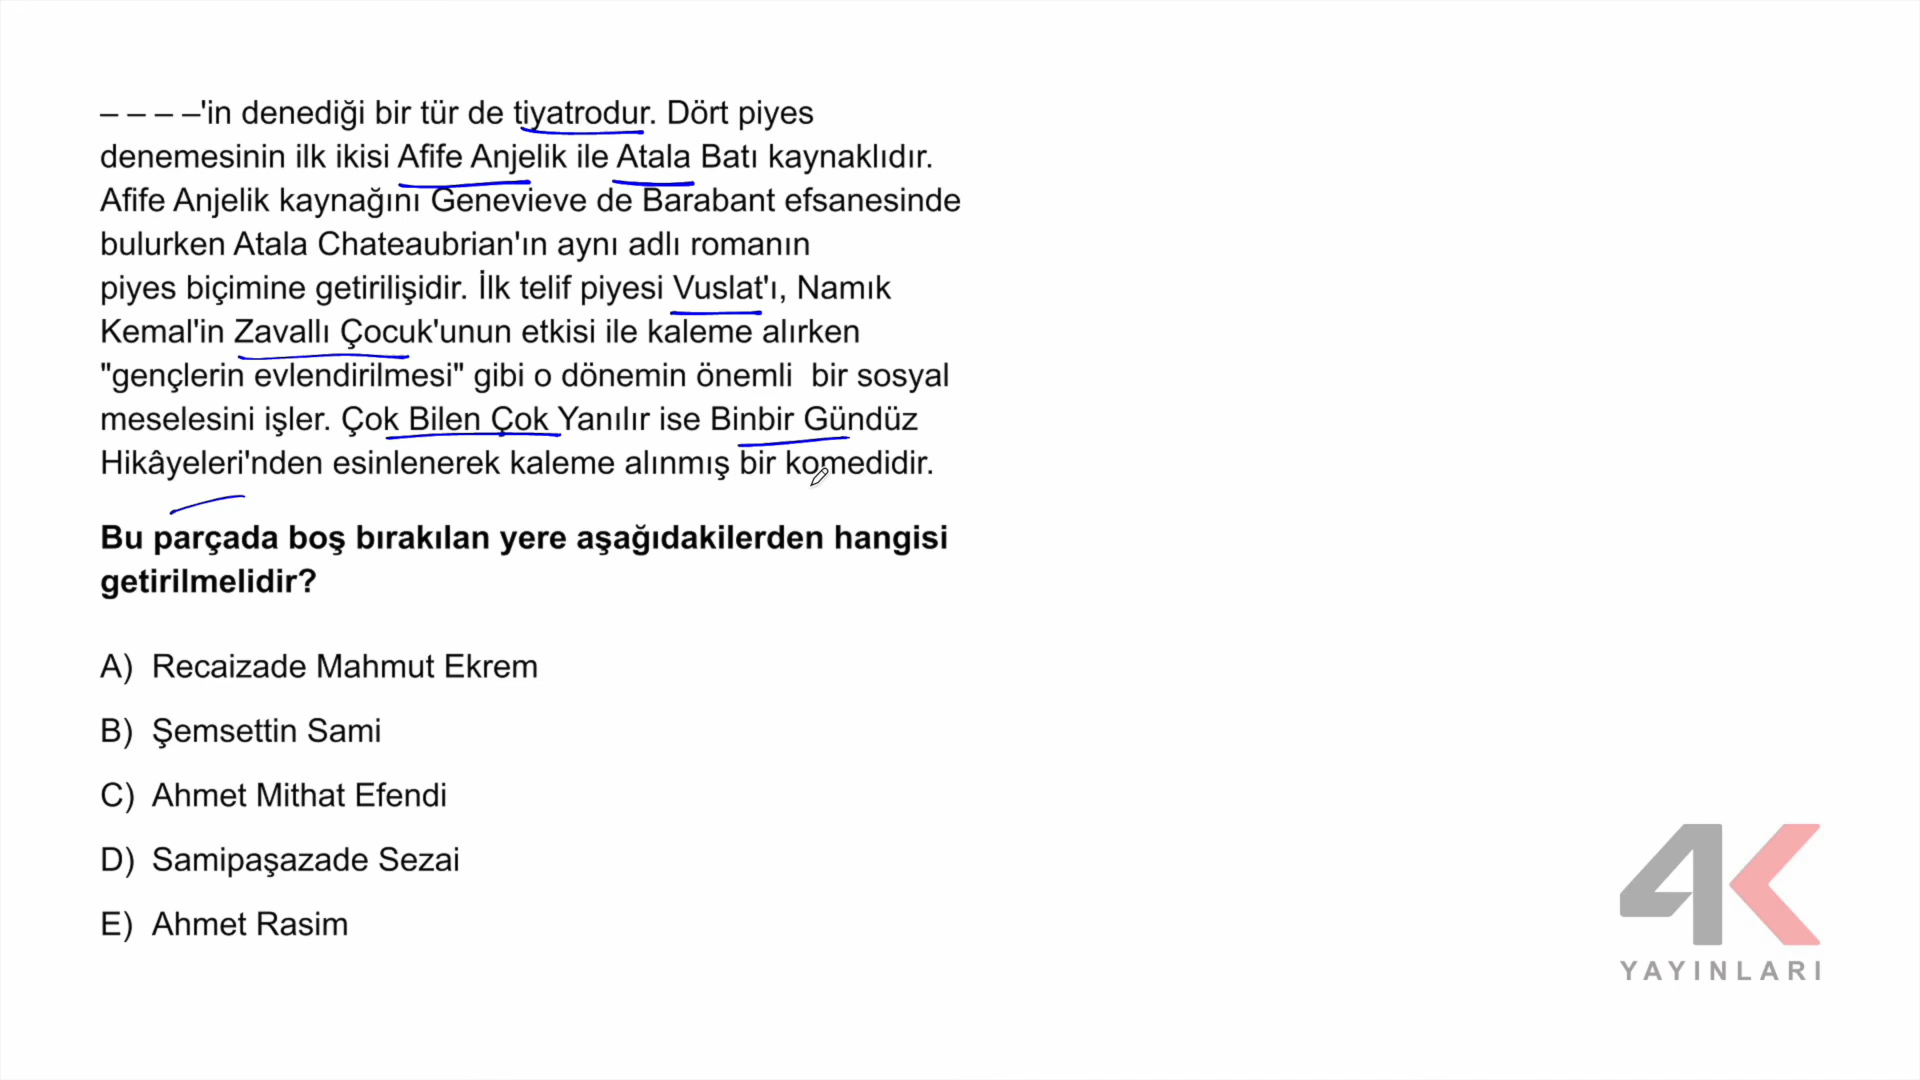 – – – –'in denediği bir tür de tiyatrodur. Dört piyes
denemesinin ilk ikisi Afife Anjelik ile Atala Batı kaynaklıdır.
Afife Anjelik kaynağını Genevieve de Barabant efsanesinde
bulurken Atala Chateaubrian'ın aynı adlı romanın
piyes biçimine getirilişidir. İlk telif piyesi Vuslat'ı, Namık
Kemal'in Zavallı Çocuk'unun etkisi ile kaleme alırken
"gençlerin evlendirilmesi" gibi o dönemin önemli  bir sosyal
meselesini işler. Çok Bilen Çok Yanılır ise Binbir Gündüz
Hikâyeleri'nden esinlenerek kaleme alınmış bir komedidir.
Bu parçada boş bırakılan yere aşağıdakilerden hangisi
getirilmelidir?
A) Recaizade Mahmut Ekrem
B) Şemsettin Sami
C) Ahmet Mithat Efendi
D) Samipaşazade Sezai
E) Ahmet Rasim
4K
YAYINLARI